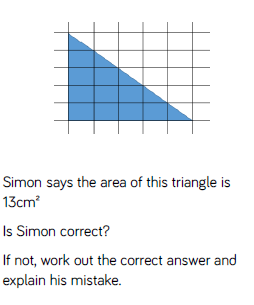 Simon says the area of this triangle is
13cm²
Is Simon correct?
If not, work out the correct answer and
explain his mistake.